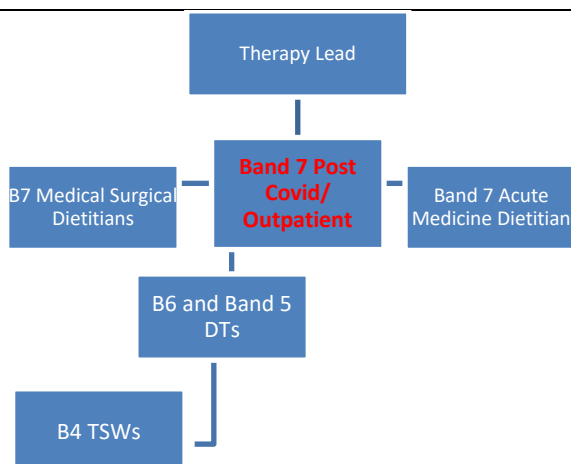 Therapy Lead
B7 Medical Surgical
Dietitians
Band 7 Post
Covid/
Outpatient
Band 7 Acute
Medicine Dietitian
B6 and Band 5
DTs
B4 TSWs